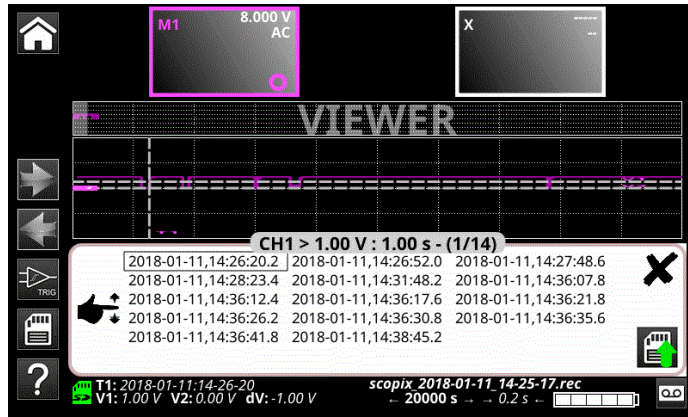 M1 8.000 V
AC
X -----
--
VIEWER
CH1 > 1.00 V : 1.00 s - (1/14)
2018-01-11,14:26:20.2 2018-01-11,14:26:52.0 2018-01-11,14:27:48.6
2018-01-11,14:28:23.4 2018-01-11,14:31:48.2 2018-01-11,14:36:07.8
2018-01-11,14:36:12.4 2018-01-11,14:36:17.6 2018-01-11,14:36:21.8
2018-01-11,14:36:26.2 2018-01-11,14:36:30.8 2018-01-11,14:36:35.6
2018-01-11,14:36:41.8 2018-01-11,14:38:45.2
TRIG
?
T1: 2018-01-11:14-26-20 scopix_2018-01-11_14-25-17.rec
V1: 1.00 V V2: 0.00 V dV: -1.00 V ← 20000 s → → 0.2 s ←